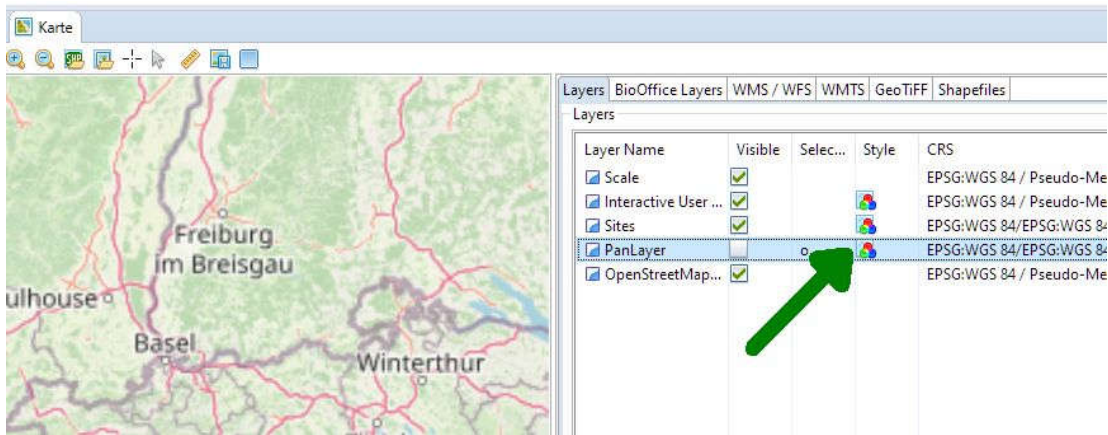 Karte
Layers BioOffice Layers WMS / WFS WMTS GeoTiFF Shapefiles
Layers
Layer Name Visible Selec... Style CRS
Scale EPSG:WGS 84 / Pseudo-Me
Interactive User ... EPSG:WGS 84 / Pseudo-Me
Sites EPSG:WGS 84/EPSG:WGS 84
PanLayer o EPSG:WGS 84/EPSG:WGS 84
OpenStreetMap... EPSG:WGS 84 / Pseudo-Me
Freiburg
im Breisgau
ulhouse
Basel
Winterthur